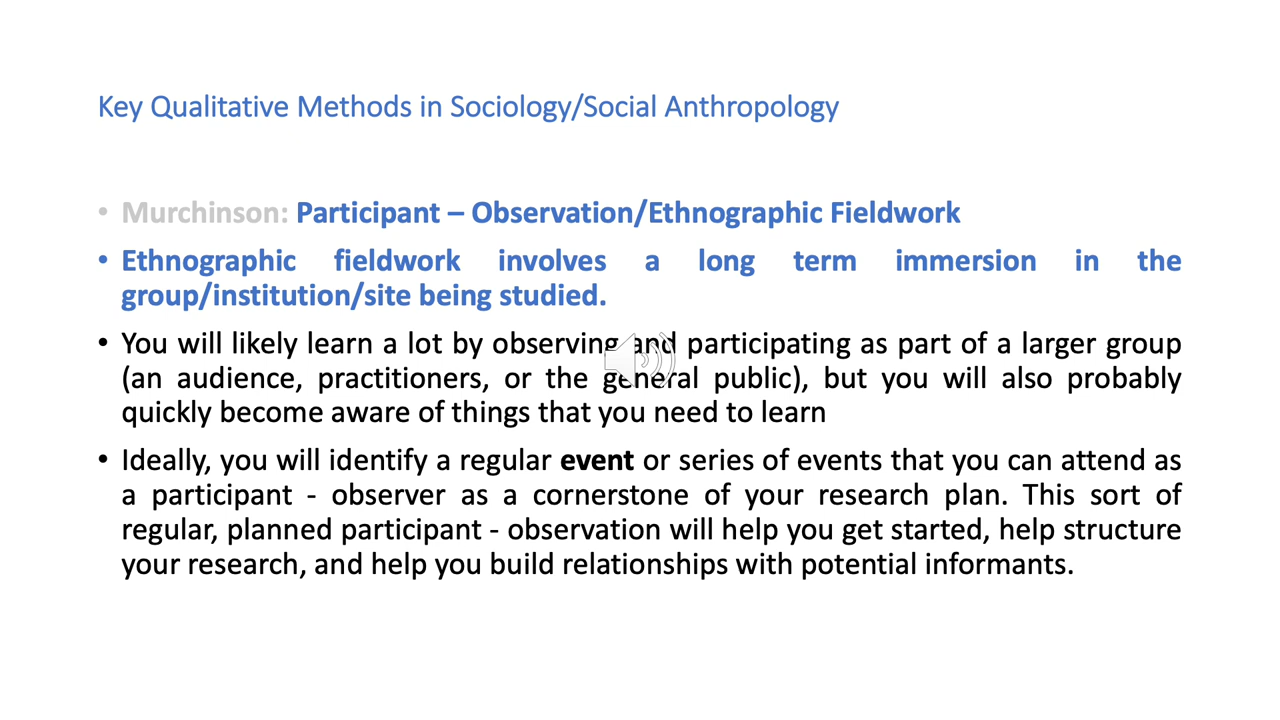 Key Qualitative Methods in Sociology/Social Anthropology
• Murchinson: Participant – Observation/Ethnographic Fieldwork
• Ethnographic fieldwork involves a long term immersion in the
group/institution/site being studied.
• You will likely learn a lot by observing and participating as part of a larger group
(an audience, practitioners, or the general public), but you will also probably
quickly become aware of things that you need to learn
• Ideally, you will identify a regular event or series of events that you can attend as
a participant - observer as a cornerstone of your research plan. This sort of
regular, planned participant - observation will help you get started, help structure
your research, and help you build relationships with potential informants.